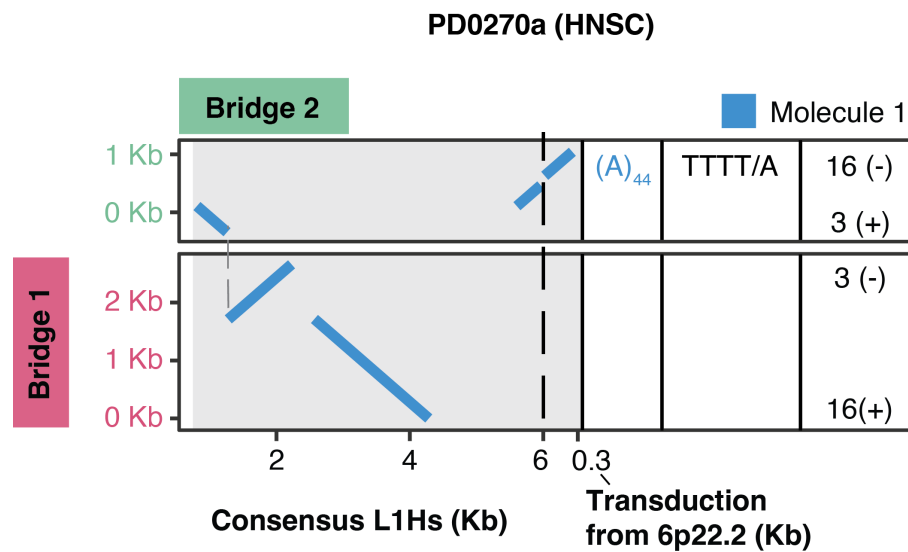 PD0270a (HNSC)
Bridge 2
Molecule 1
1 Kb
0 Kb
(A)44
TTTT/A
16 (-)
3 (+)
Bridge 1
2 Kb
1 Kb
0 Kb
3 (-)
16(+)
2 4 6 0.3
Consensus L1Hs (Kb)
Transduction
from 6p22.2 (Kb)